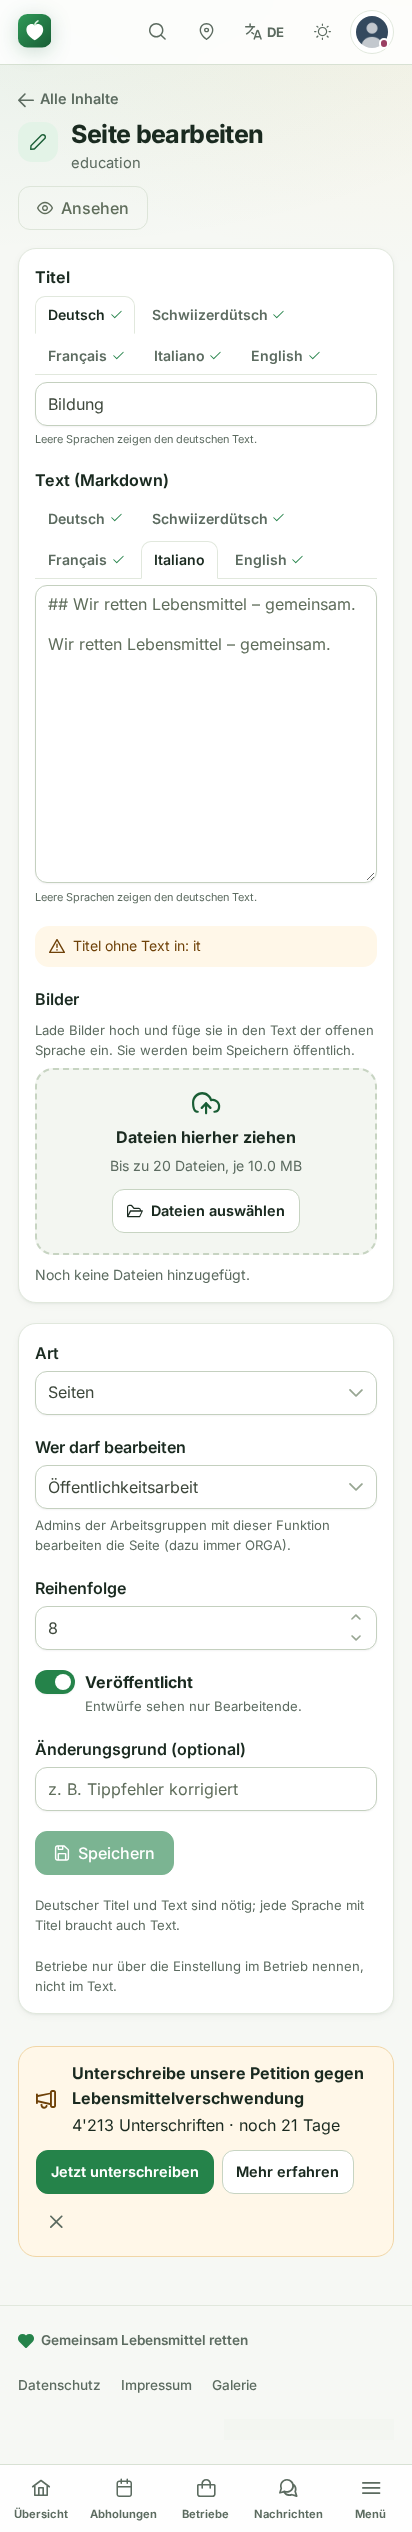 DE
Alle Inhalte
Seite bearbeiten
education
Ansehen
Titel
Deutsch
Schwiizerdütsch
Français
Italiano
English
Bildung
Leere Sprachen zeigen den deutschen Text.
Text (Markdown)
Deutsch
Schwiizerdütsch
Français
Italiano
English
## Wir retten Lebensmittel – gemeinsam.
Wir retten Lebensmittel – gemeinsam.
Leere Sprachen zeigen den deutschen Text.
Titel ohne Text in: it
Bilder
Lade Bilder hoch und füge sie in den Text der offenen
Sprache ein. Sie werden beim Speichern öffentlich.
Dateien hierher ziehen
Bis zu 20 Dateien, je 10.0 MB
Dateien auswählen
Noch keine Dateien hinzugefügt.
Art
Seiten
Wer darf bearbeiten
Öffentlichkeitsarbeit
Admins der Arbeitsgruppen mit dieser Funktion
bearbeiten die Seite (dazu immer ORGA).
Reihenfolge
8
Veröffentlicht
Entwürfe sehen nur Bearbeitende.
Änderungsgrund (optional)
z. B. Tippfehler korrigiert
Speichern
Deutscher Titel und Text sind nötig; jede Sprache mit
Titel braucht auch Text.
Betriebe nur über die Einstellung im Betrieb nennen,
nicht im Text.
Unterschreibe unsere Petition gegen
Lebensmittelverschwendung
4'213 Unterschriften · noch 21 Tage
Jetzt unterschreiben
Mehr erfahren
Gemeinsam Lebensmittel retten
Datenschutz
Impressum
Galerie
Übersicht
Abholungen
Betriebe
Nachrichten
Menü